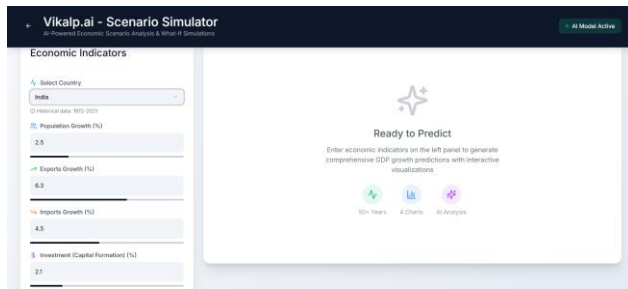 Vikalp.ai - Scenario Simulator
AI-Powered Economic Scenario Analysis & What-If Simulations
AI Model Active
Economic Indicators
Select Country
India
Historical data: 1972-2021
Population Growth (%)
2.5
Exports Growth (%)
6.3
Imports Growth (%)
4.5
Investment (Capital Formation) (%)
2.1
Ready to Predict
Enter economic indicators on the left panel to generate
comprehensive GDP growth predictions with interactive
visualizations
50+ Years
4 Charts
AI Analysis